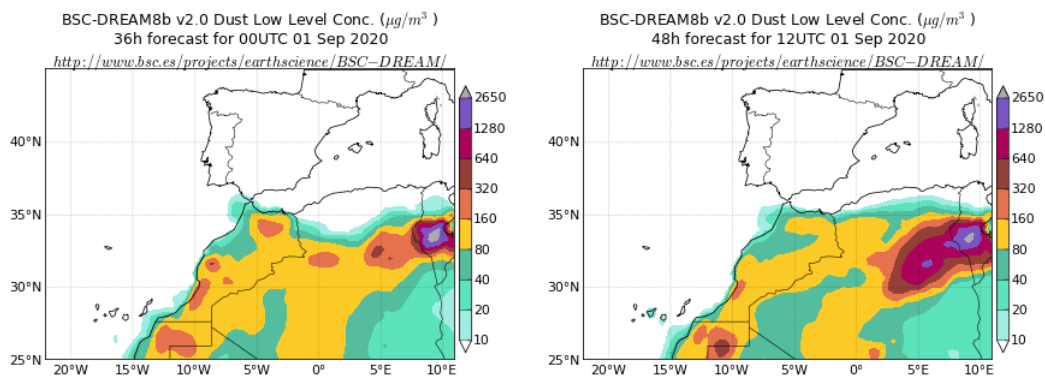 BSC-DREAM8b v2.0 Dust Low Level Conc. (μg/m³ )
36h forecast for 00UTC 01 Sep 2020
http://www.bsc.es/projects/earthscience/BSC−DREAM/
2650
1280
640
320
160
80
40
20
10
40°N
35°N
30°N
25°N
20°W
15°W
10°W
5°W
0°
5°E
10°E
BSC-DREAM8b v2.0 Dust Low Level Conc. (μg/m³ )
48h forecast for 12UTC 01 Sep 2020
http://www.bsc.es/projects/earthscience/BSC−DREAM/
2650
1280
640
320
160
80
40
20
10
40°N
35°N
30°N
25°N
20°W
15°W
10°W
5°W
0°
5°E
10°E